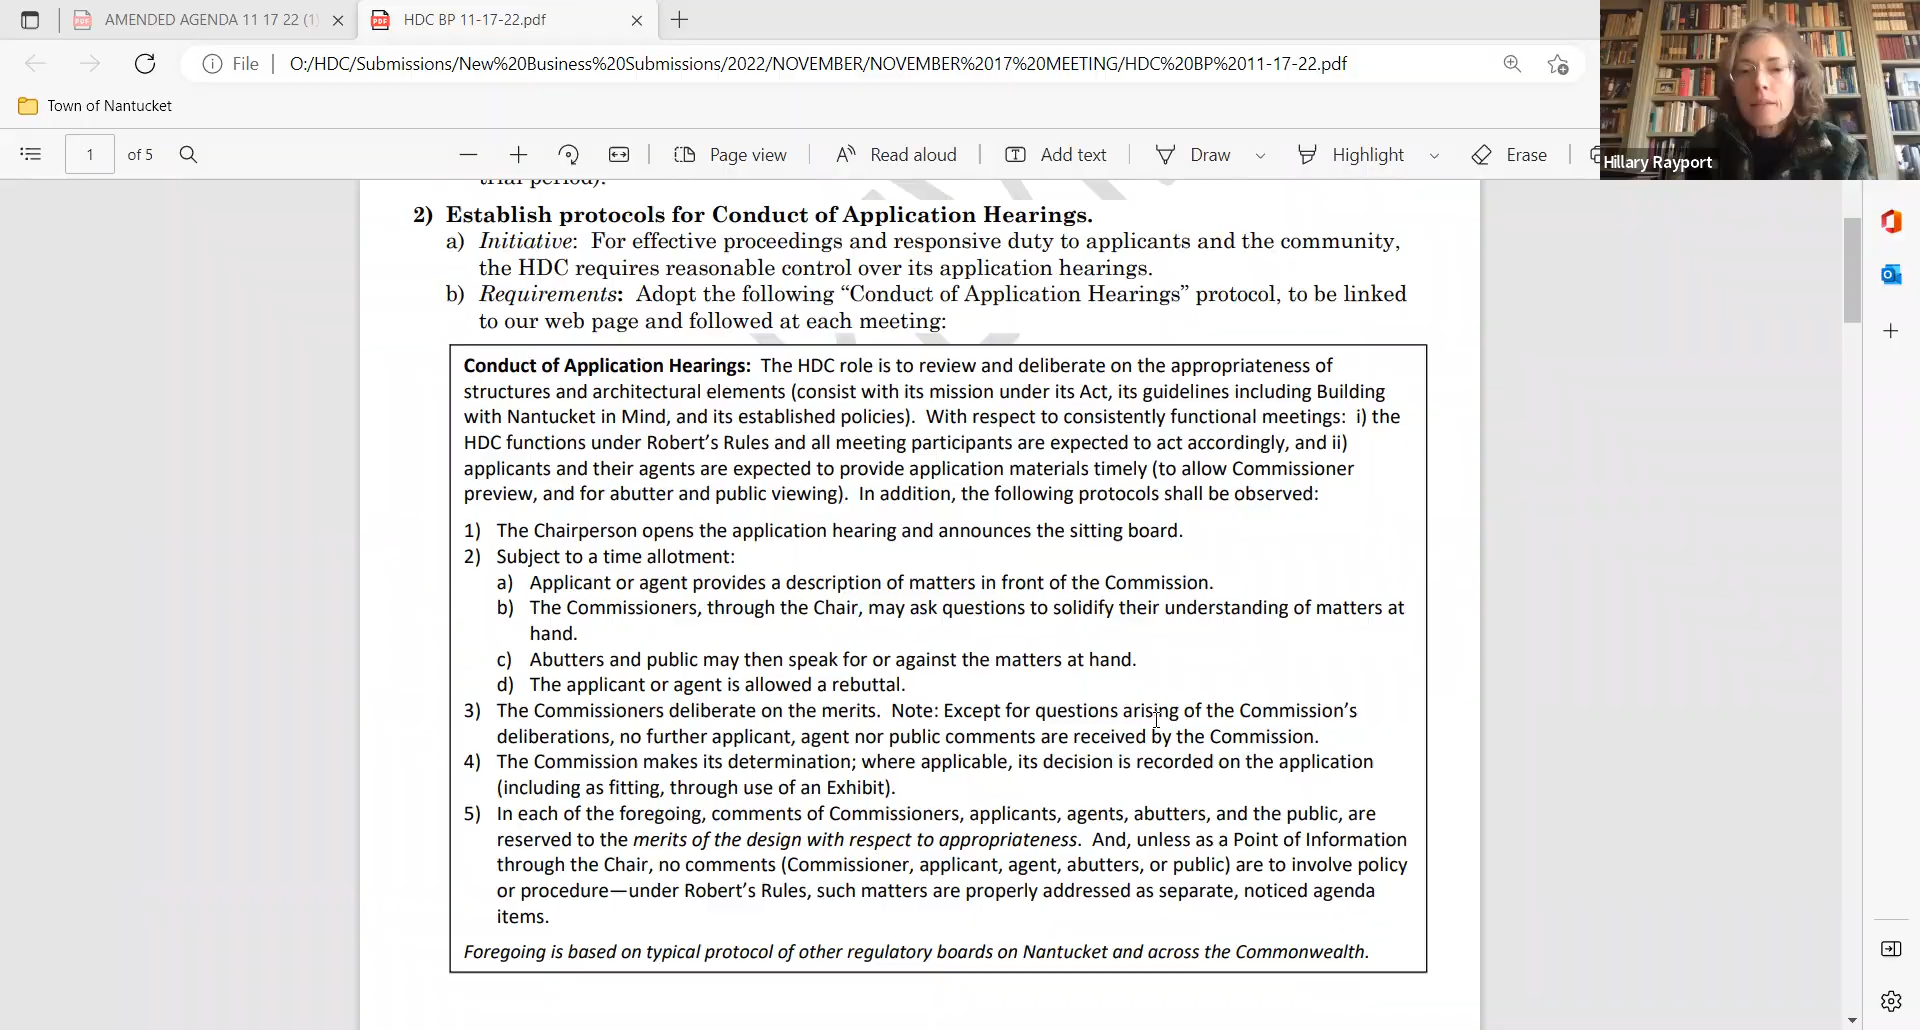 AMENDED AGENDA 11 17 22 (1)
HDC BP 11-17-22.pdf
File
O:/HDC/Submissions/New%20Business%20Submissions/2022/NOVEMBER/NOVEMBER%2017%20MEETING/HDC%20BP%2011-17-22.pdf
Town of Nantucket
1 of 5
Page view
Read aloud
Add text
Draw
Highlight
Erase
Hillary Rayport
trial period).
2) Establish protocols for Conduct of Application Hearings.
a) Initiative: For effective proceedings and responsive duty to applicants and the community,
the HDC requires reasonable control over its application hearings.
b) Requirements: Adopt the following “Conduct of Application Hearings” protocol, to be linked
to our web page and followed at each meeting:
Conduct of Application Hearings: The HDC role is to review and deliberate on the appropriateness of
structures and architectural elements (consist with its mission under its Act, its guidelines including Building
with Nantucket in Mind, and its established policies). With respect to consistently functional meetings: i) the
HDC functions under Robert’s Rules and all meeting participants are expected to act accordingly, and ii)
applicants and their agents are expected to provide application materials timely (to allow Commissioner
preview, and for abutter and public viewing). In addition, the following protocols shall be observed:
1) The Chairperson opens the application hearing and announces the sitting board.
2) Subject to a time allotment:
a) Applicant or agent provides a description of matters in front of the Commission.
b) The Commissioners, through the Chair, may ask questions to solidify their understanding of matters at
hand.
c) Abutters and public may then speak for or against the matters at hand.
d) The applicant or agent is allowed a rebuttal.
3) The Commissioners deliberate on the merits. Note: Except for questions arising of the Commission’s
deliberations, no further applicant, agent nor public comments are received by the Commission.
4) The Commission makes its determination; where applicable, its decision is recorded on the application
(including as fitting, through use of an Exhibit).
5) In each of the foregoing, comments of Commissioners, applicants, agents, abutters, and the public, are
reserved to the merits of the design with respect to appropriateness. And, unless as a Point of Information
through the Chair, no comments (Commissioner, applicant, agent, abutters, or public) are to involve policy
or procedure—under Robert’s Rules, such matters are properly addressed as separate, noticed agenda
items.
Foregoing is based on typical protocol of other regulatory boards on Nantucket and across the Commonwealth.